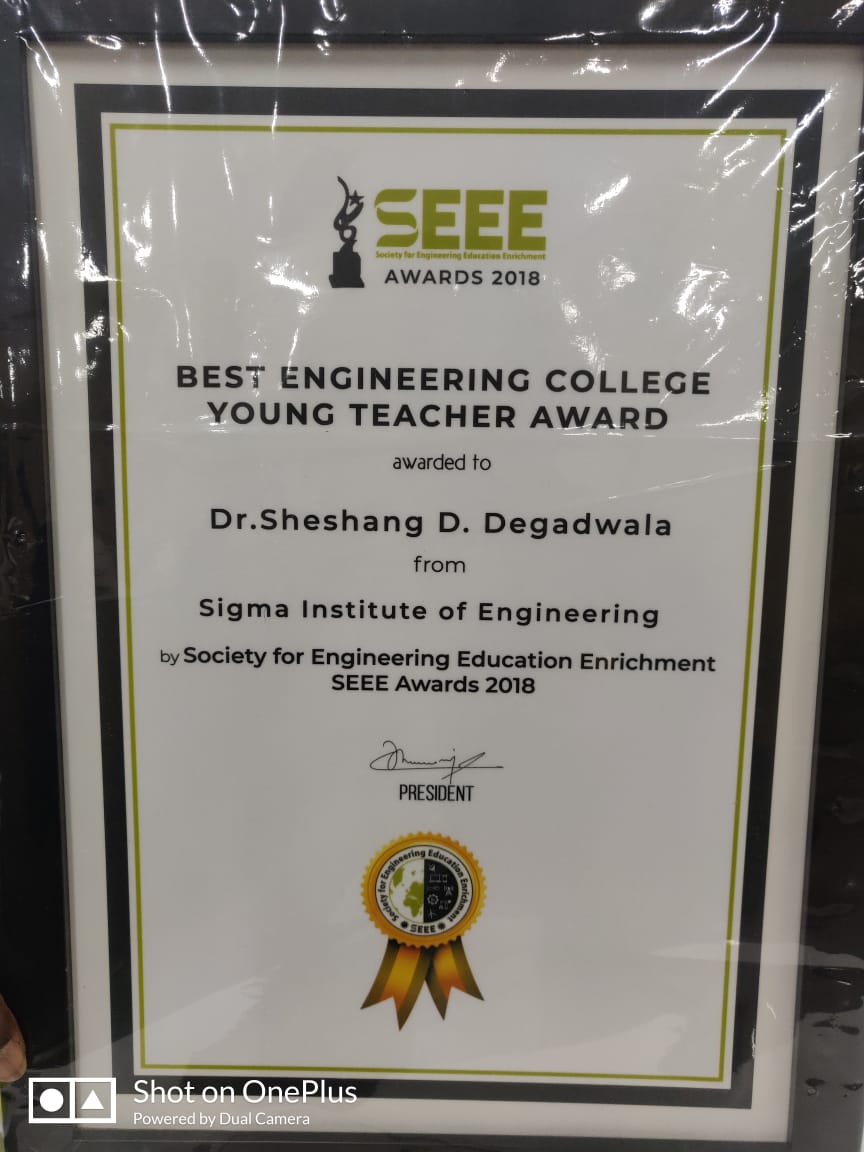 SEEE
Society for Engineering Education Enrichment
AWARDS 2018
BEST ENGINEERING COLLEGE
YOUNG TEACHER AWARD
awarded to
Dr.Sheshang D. Degadwala
from
Sigma Institute of Engineering
by Society for Engineering Education Enrichment
SEEE Awards 2018
PRESIDENT
Society for Engineering Education Enrichment
SEEE
Shot on OnePlus
Powered by Dual Camera